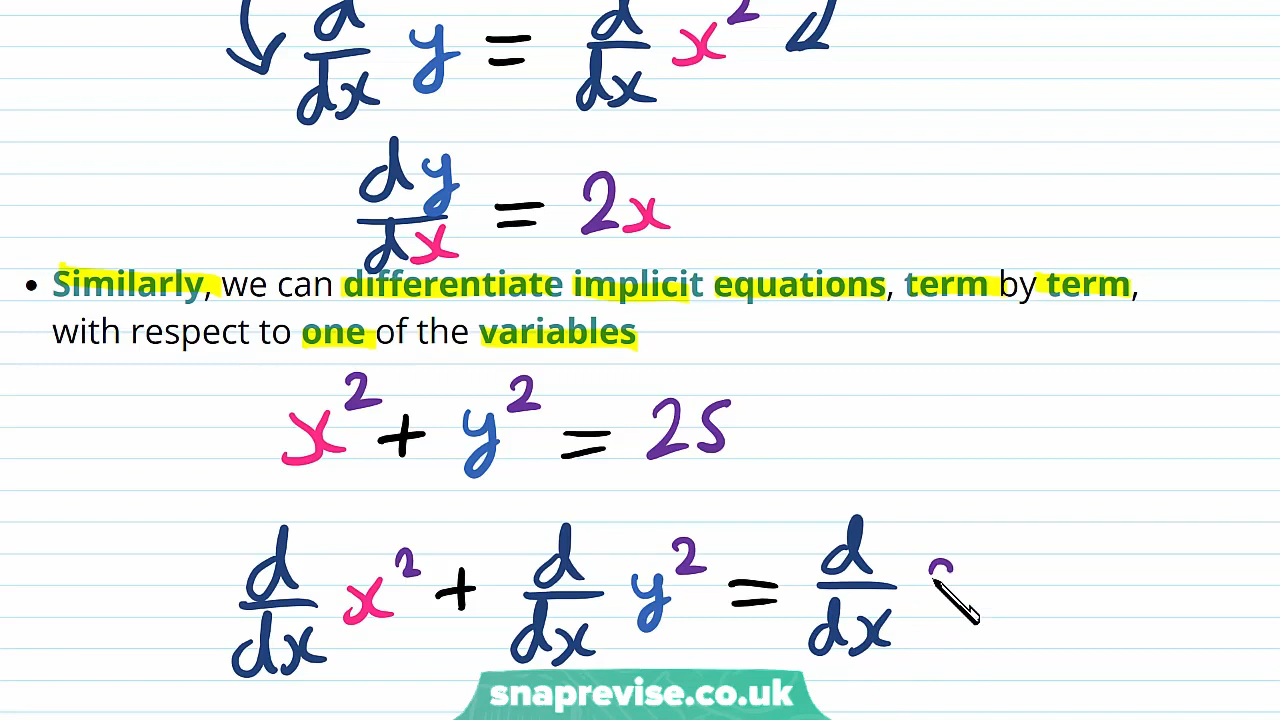 d/dx y = d/dx x²
dy/dx = 2x
• Similarly, we can differentiate implicit equations, term by term,
with respect to one of the variables
x² + y² = 25
d/dx x² + d/dx y² = d/dx
snaprevise.co.uk